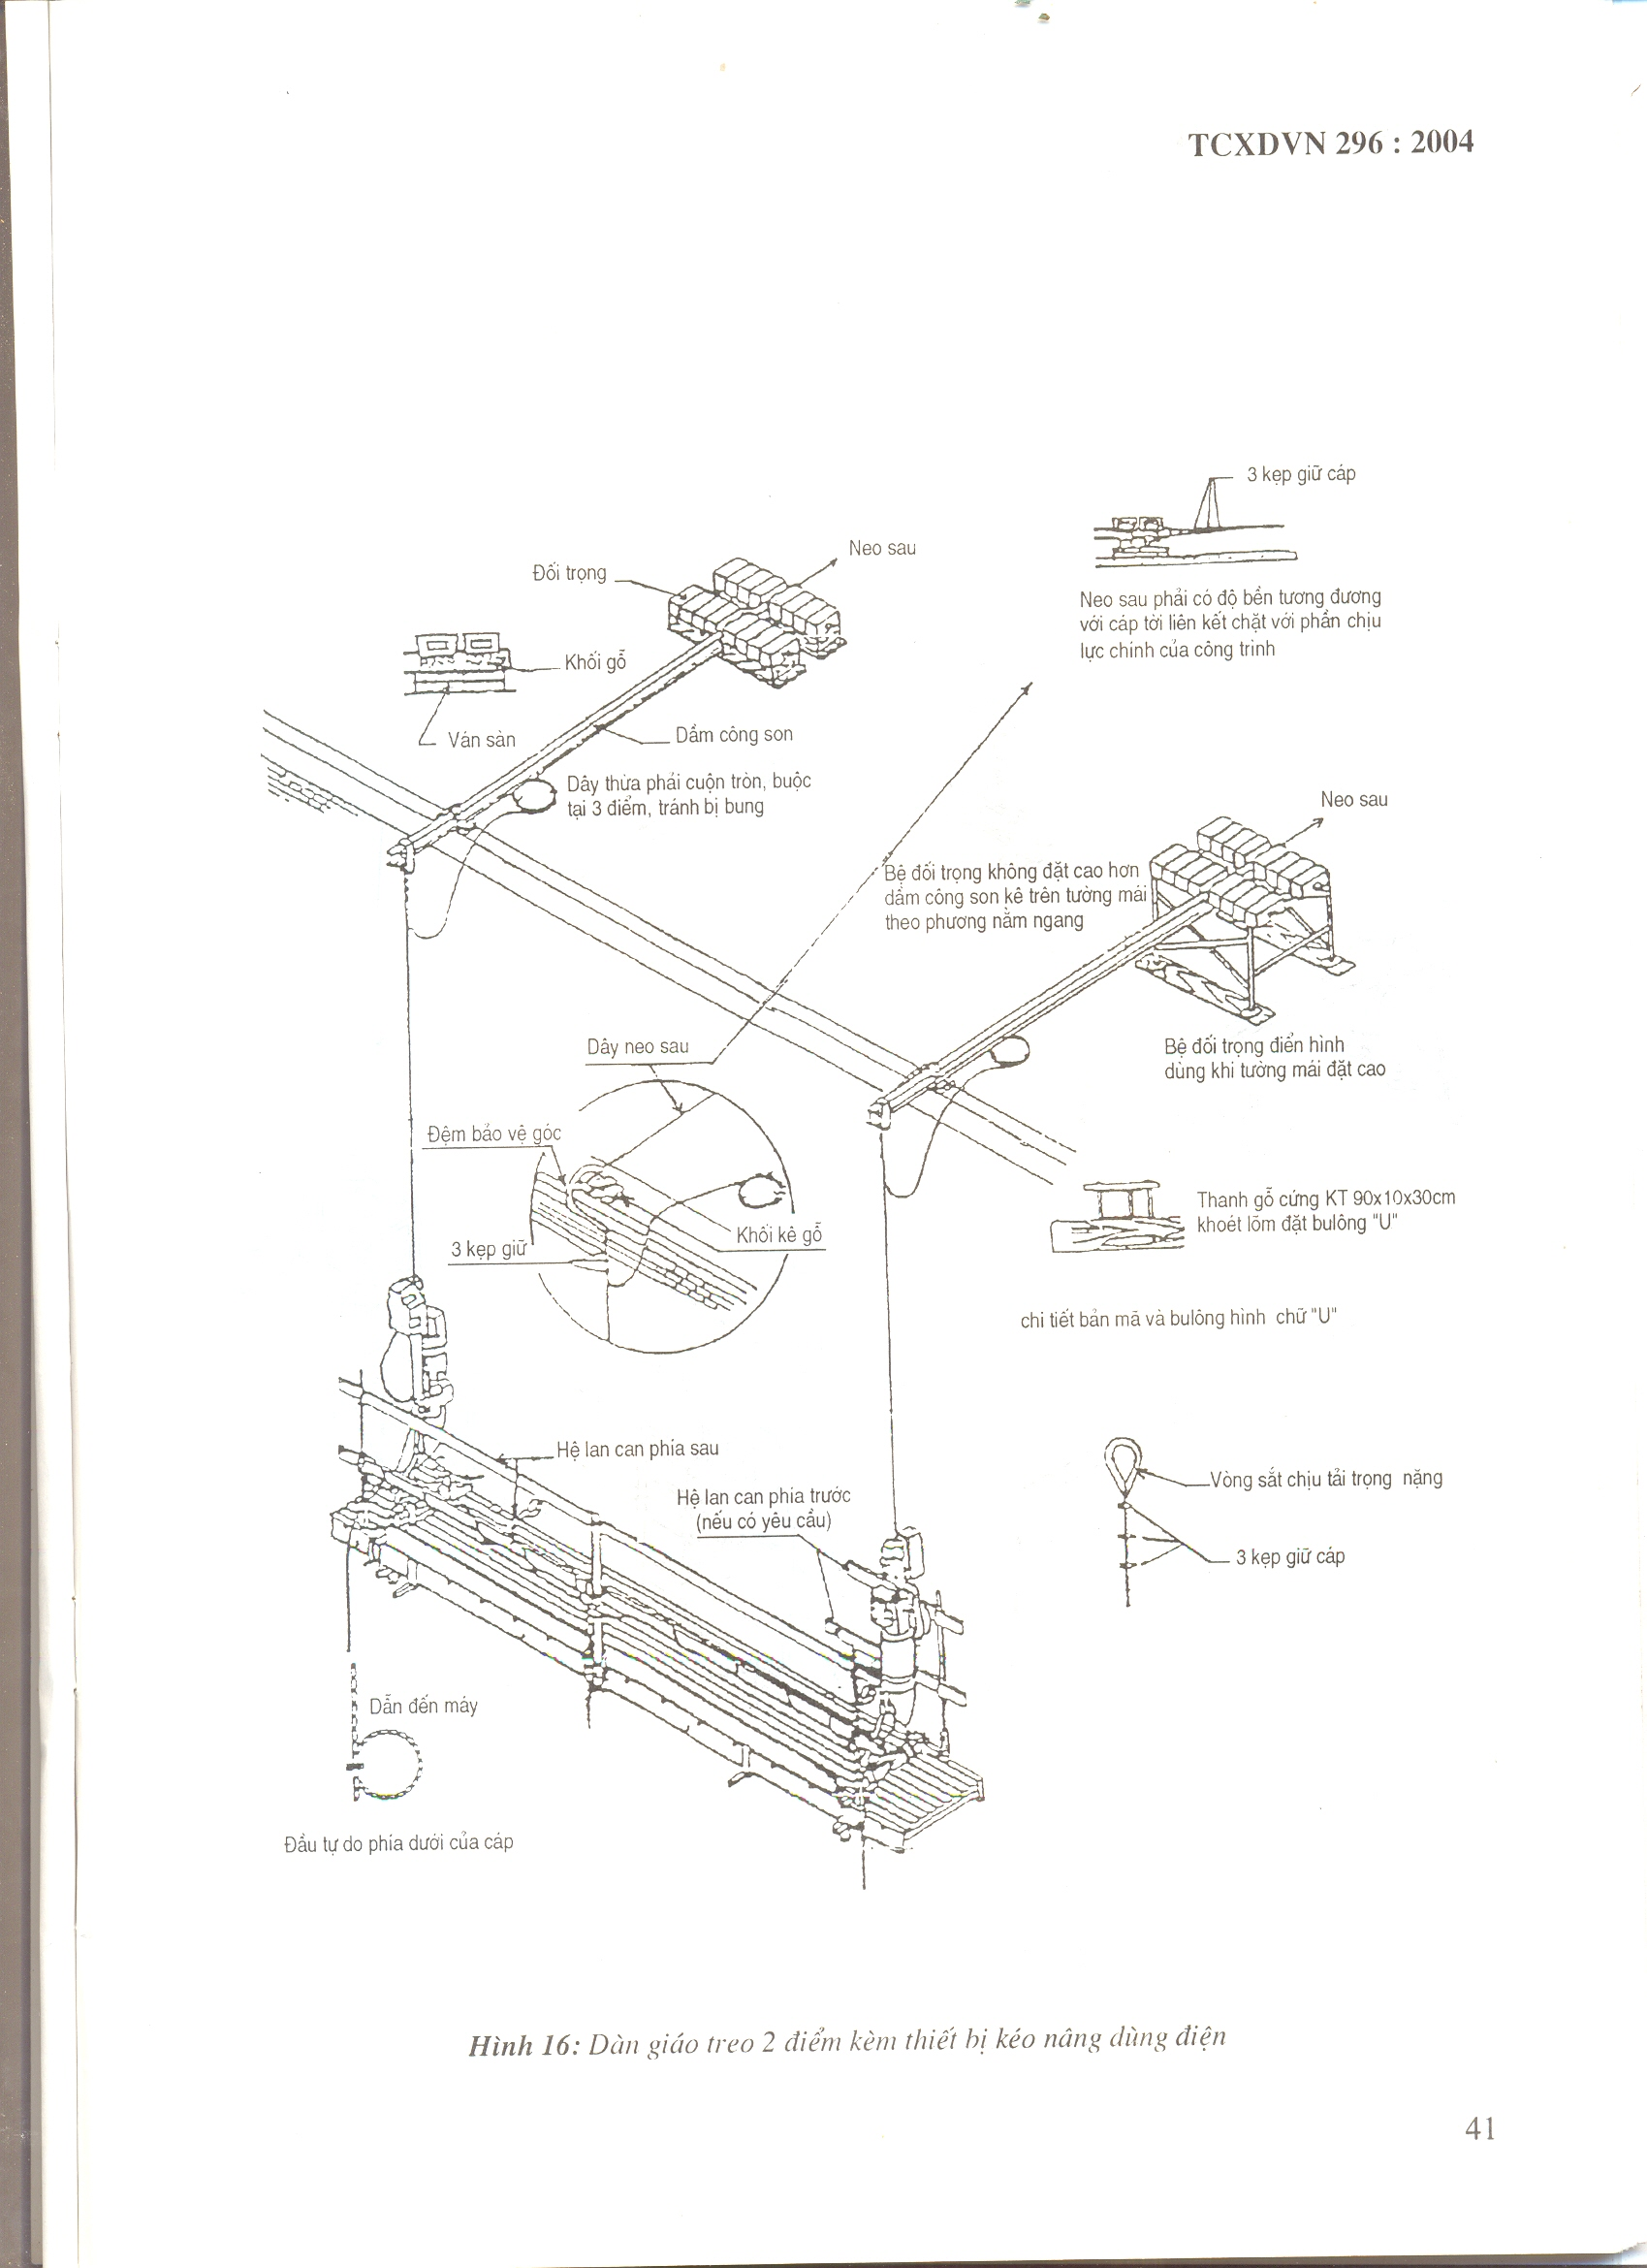 TCXDVN 296 : 2004
3 kẹp giữ cáp
Neo sau phải có độ bền tương đương
với cáp tời liên kết chặt với phần chịu
lực chính của công trình
Neo sau
Đối trọng
Khối gỗ
Ván sàn
Dầm công son
Dây thừa phải cuộn tròn, buộc
tại 3 điểm, tránh bị bung
Neo sau
Bệ đối trọng không đặt cao hơn
dầm công son kê trên tường mái
theo phương nằm ngang
Bệ đối trọng điển hình
dùng khi tường mái đặt cao
Dây neo sau
Đệm bảo vệ góc
3 kẹp giữ
Khối kê gỗ
Thanh gỗ cứng KT 90x10x30cm
khoét lõm đặt bulông "U"
chi tiết bản mã và bulông hình chữ "U"
Hệ lan can phía sau
Hệ lan can phía trước
(nếu có yêu cầu)
Vòng sắt chịu tải trọng nặng
3 kẹp giữ cáp
Dẫn đến máy
Đầu tự do phía dưới của cáp
Hình 16: Dàn giáo treo 2 điểm kèm thiết bị kéo nâng dùng điện
41